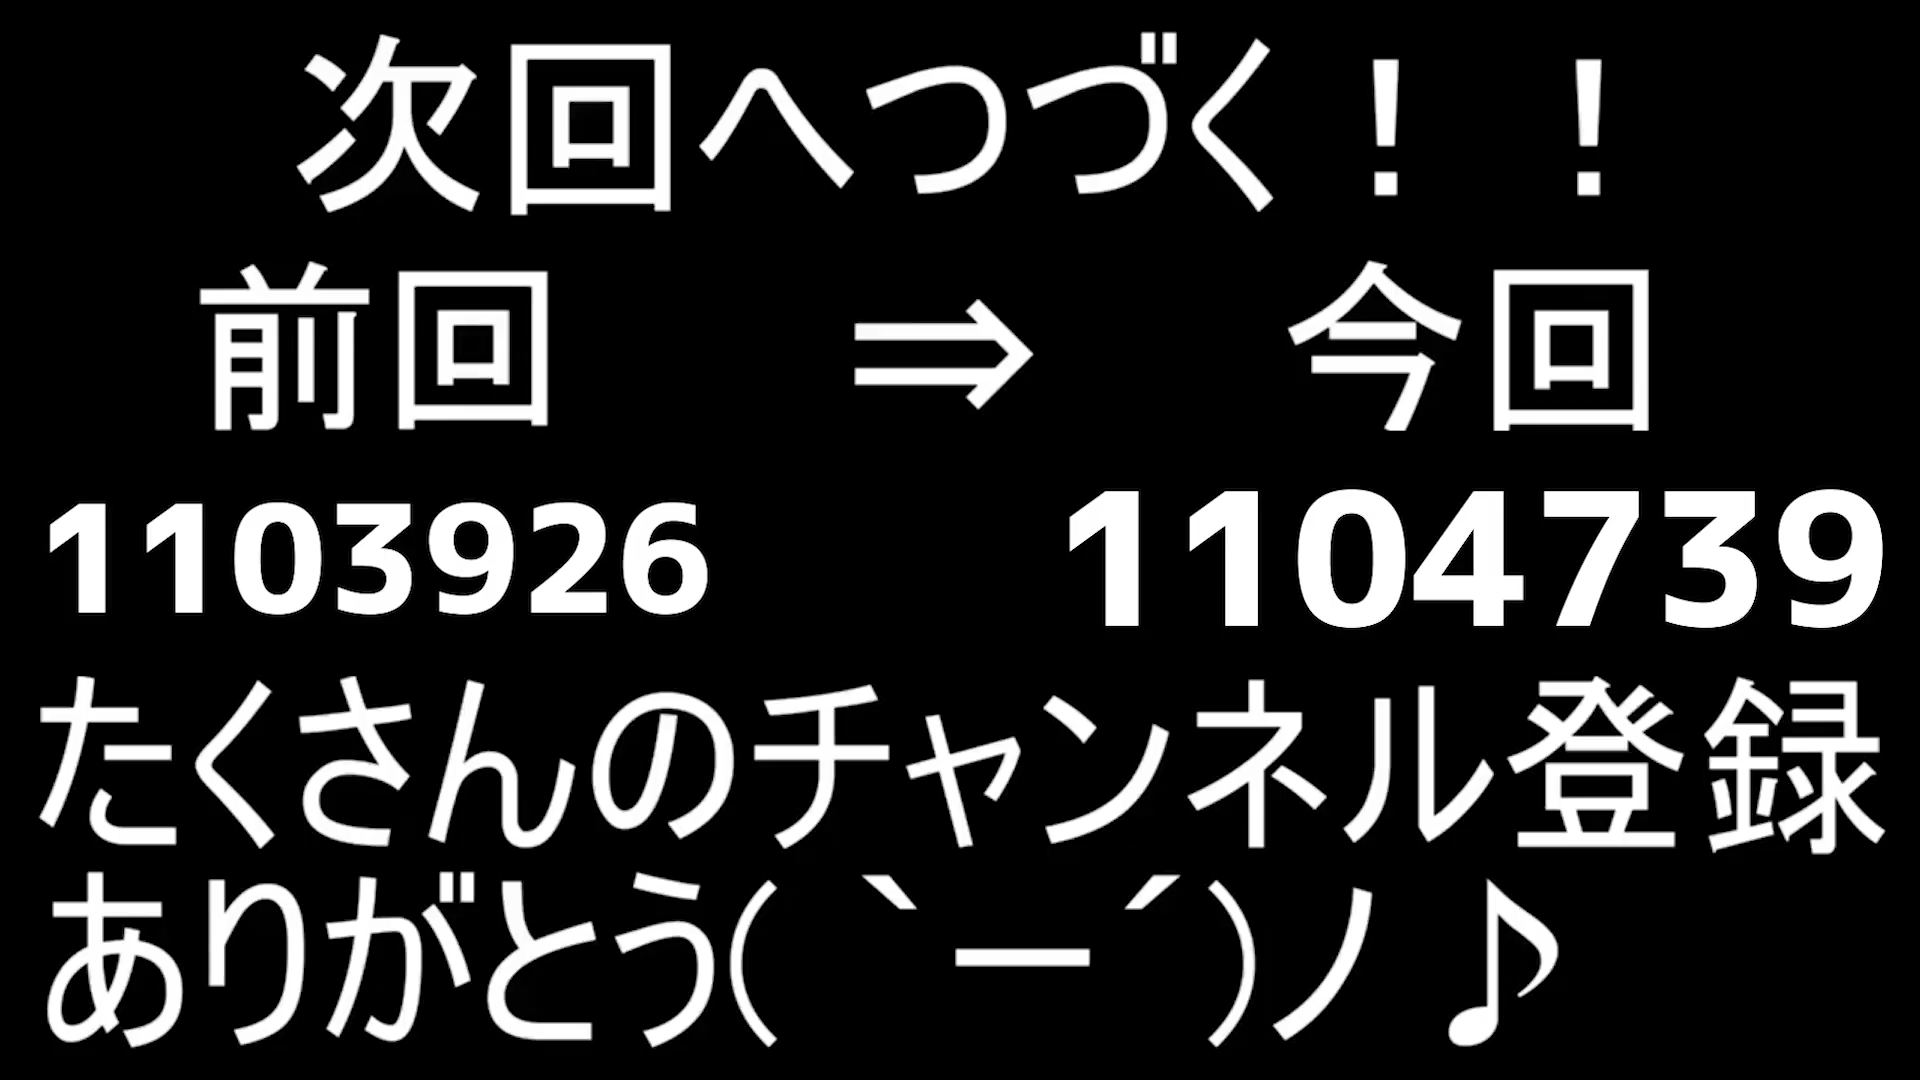 次回へつづく！！
前回 ⇒ 今回
1103926 1104739
たくさんのチャンネル登録
ありがとう(｀ー´)ノ♪